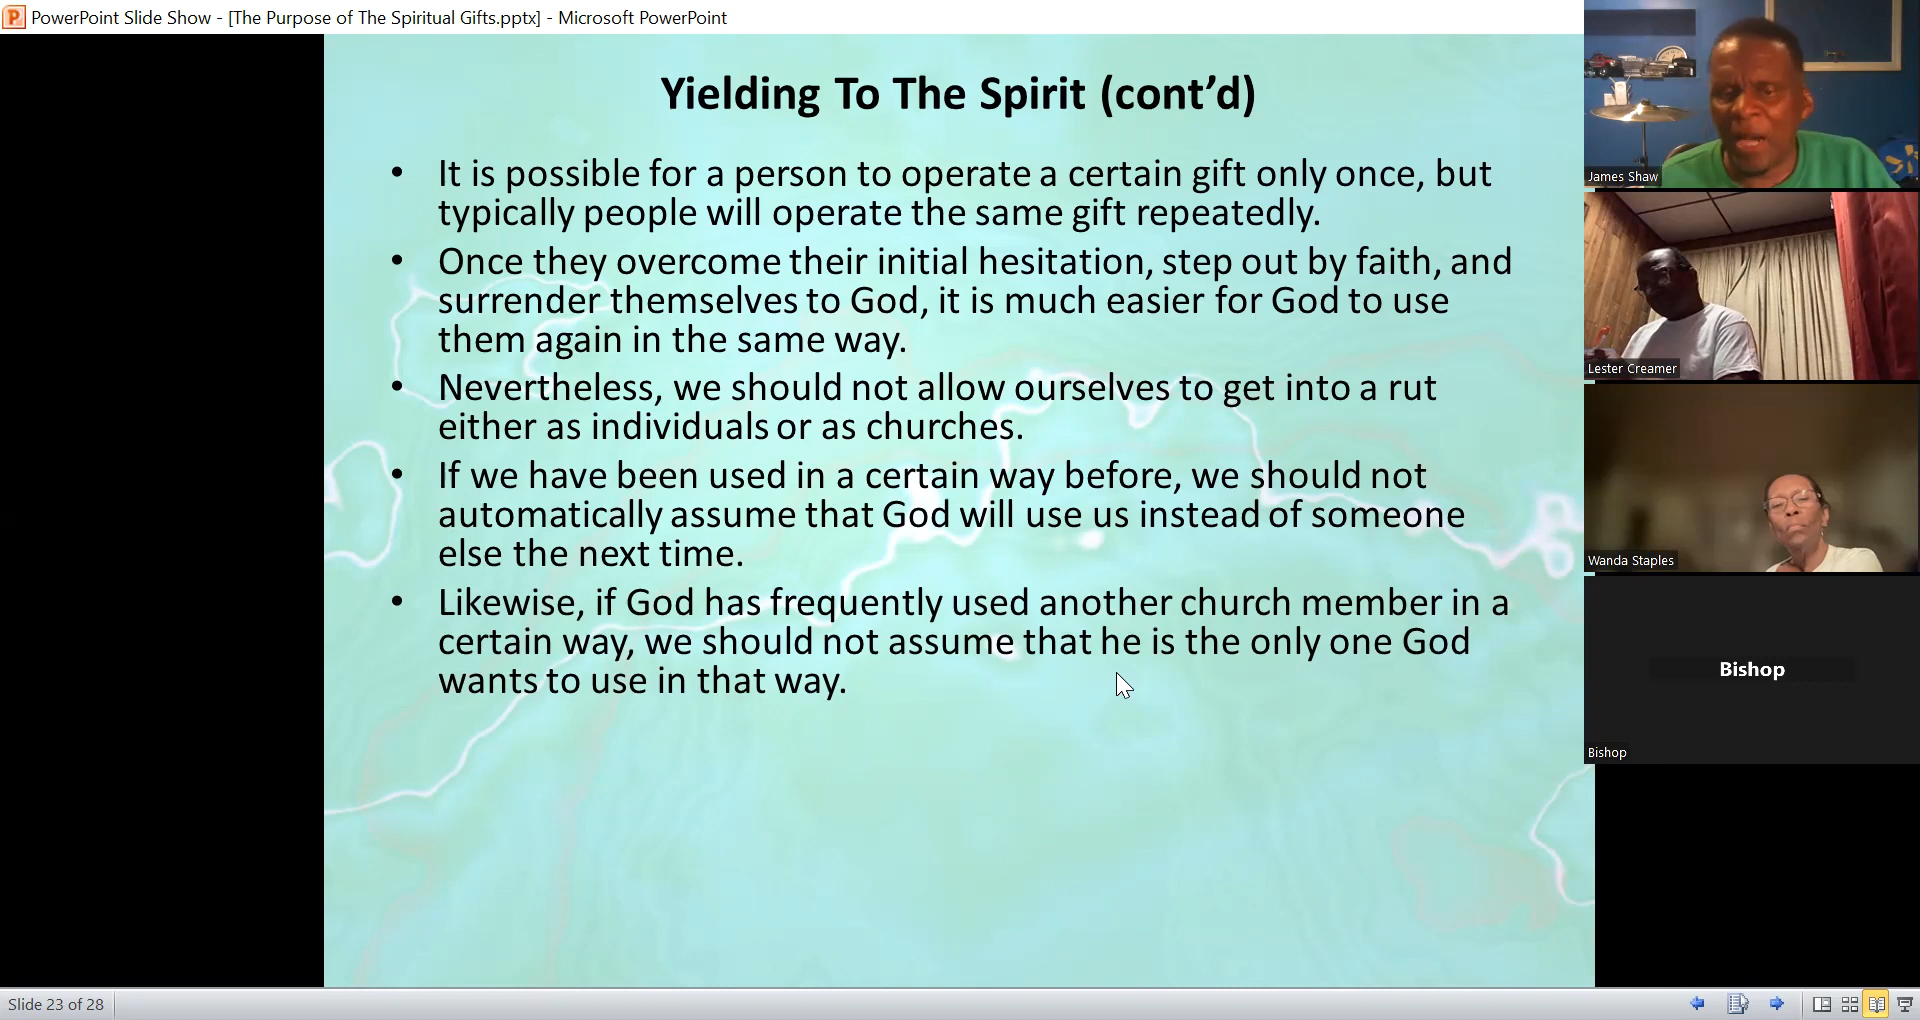 PowerPoint Slide Show - [The Purpose of The Spiritual Gifts.pptx] - Microsoft PowerPoint
Yielding To The Spirit (cont’d)
• It is possible for a person to operate a certain gift only once, but
typically people will operate the same gift repeatedly.
• Once they overcome their initial hesitation, step out by faith, and
surrender themselves to God, it is much easier for God to use
them again in the same way.
• Nevertheless, we should not allow ourselves to get into a rut
either as individuals or as churches.
• If we have been used in a certain way before, we should not
automatically assume that God will use us instead of someone
else the next time.
• Likewise, if God has frequently used another church member in a
certain way, we should not assume that he is the only one God
wants to use in that way.
James Shaw
Lester Creamer
Wanda Staples
Bishop
Bishop
Slide 23 of 28